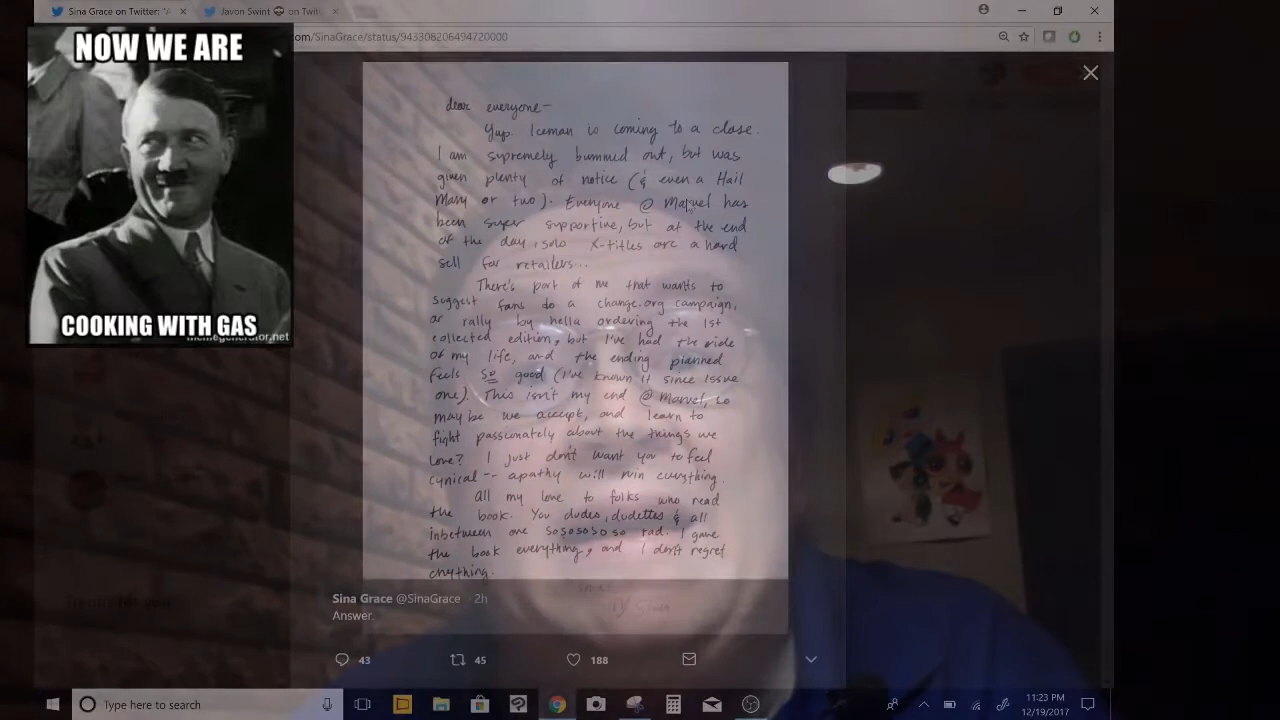 Sina Grace on Twitter: "A
Javon Swint on Twit
NOW WE ARE
COOKING WITH GAS
memegenerator.net
com/SinaGrace/status/943308206494720000
dear everyone-
Yup. Iceman is coming to a close.
I am supremely bummed out, but was
given plenty of notice (& even a Hail
Mary or two). Everyone @ Marvel has
been super supportive, but at the end
of the day, solo X-titles are a hard
sell for retailers...
There's part of me that wants to
suggest fans do a change.org campaign,
or rally by hella ordering the 1st
collected edition, but I've had the ride
of my life, and the ending planned
feels so good (I've known it since issue
one). This isn't my end @ Marvel, so
maybe we accept, and learn to
fight passionately about the things we
love? I just don't want you to feel
cynical -- apathy will ruin everything.
All my love to folks who read
the book. You dudes, dudettes & all
inbetween are sosososo so rad. I gave
the book everything, and I don't regret
anything.
Sina
Sina Grace @SinaGrace 2h
Answer.
43
45
188
Trends for you
Type here to search
11:23 PM
12/19/2017